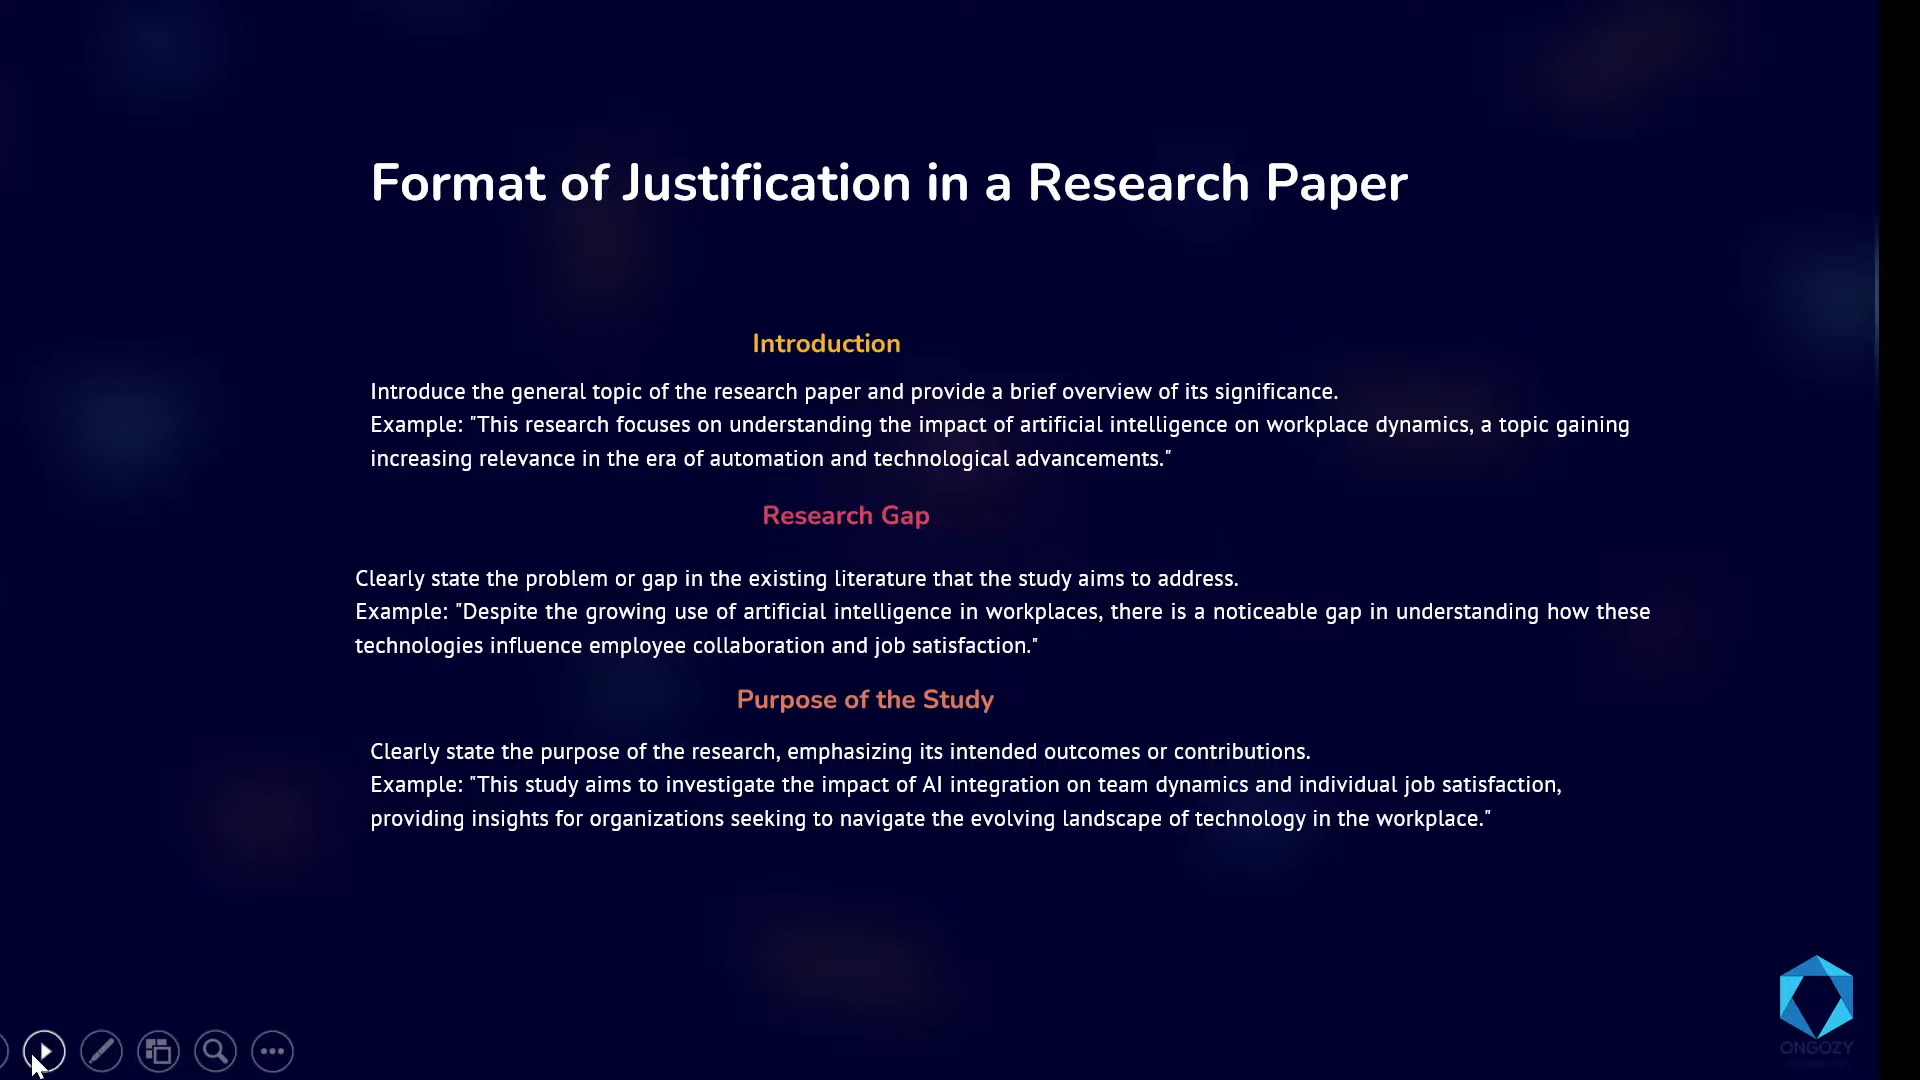 Format of Justification in a Research Paper
Introduction
Introduce the general topic of the research paper and provide a brief overview of its significance.
Example: "This research focuses on understanding the impact of artificial intelligence on workplace dynamics, a topic gaining
increasing relevance in the era of automation and technological advancements."
Research Gap
Clearly state the problem or gap in the existing literature that the study aims to address.
Example: "Despite the growing use of artificial intelligence in workplaces, there is a noticeable gap in understanding how these
technologies influence employee collaboration and job satisfaction."
Purpose of the Study
Clearly state the purpose of the research, emphasizing its intended outcomes or contributions.
Example: "This study aims to investigate the impact of AI integration on team dynamics and individual job satisfaction,
providing insights for organizations seeking to navigate the evolving landscape of technology in the workplace."
ONGOZY